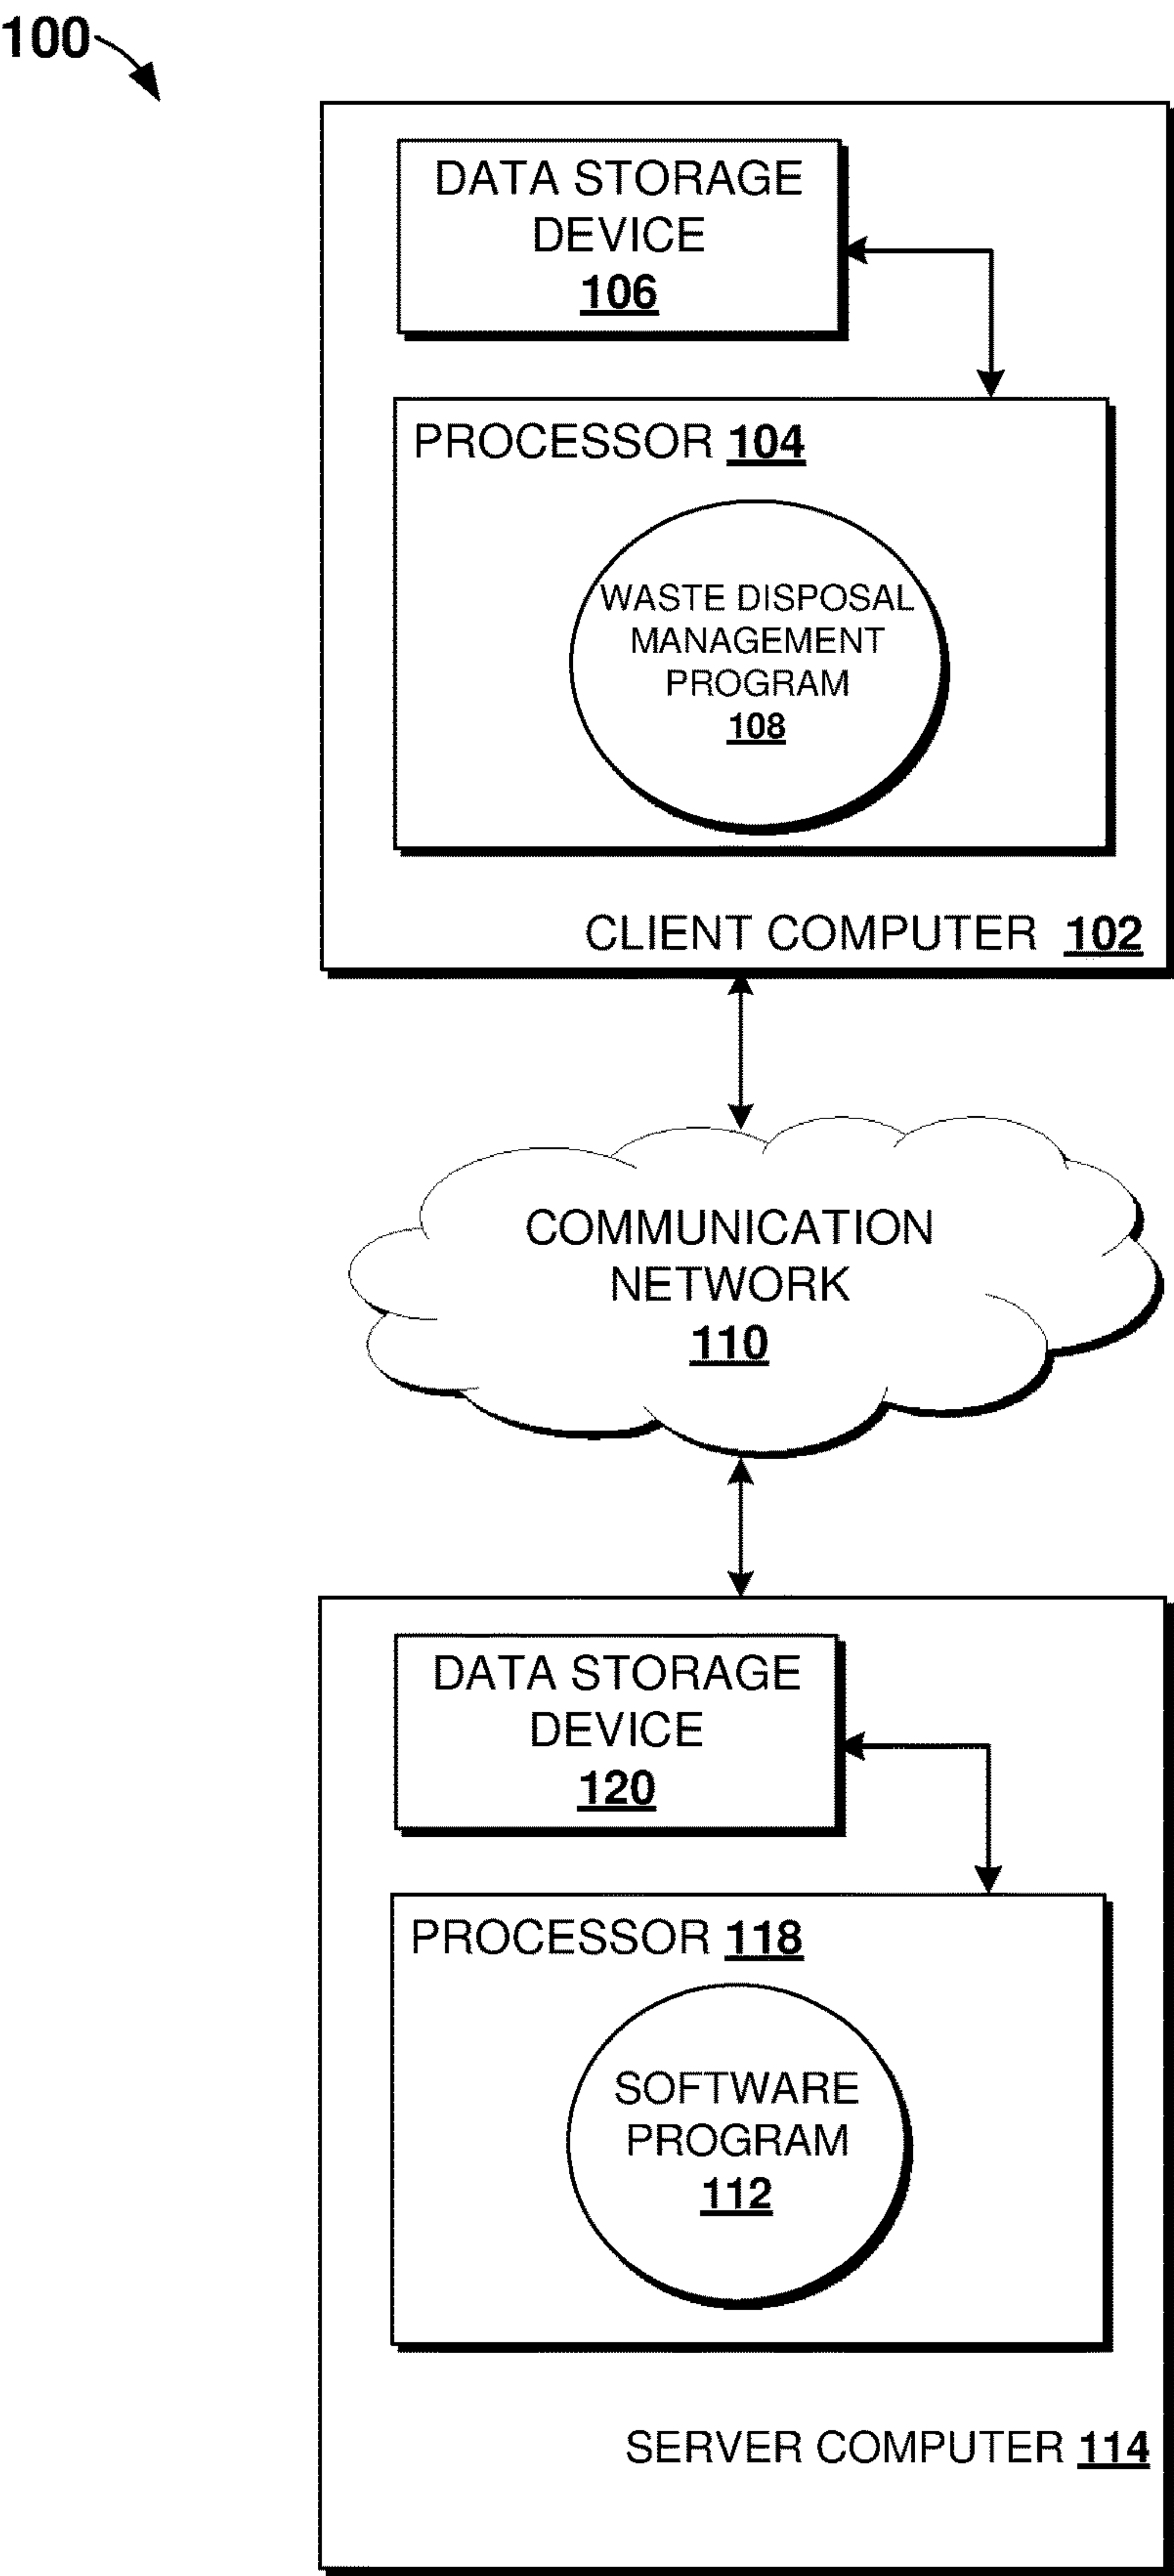 100
DATA STORAGE
DEVICE
106
PROCESSOR 104
WASTE DISPOSAL
MANAGEMENT
PROGRAM
108
CLIENT COMPUTER 102
COMMUNICATION
NETWORK
110
DATA STORAGE
DEVICE
120
PROCESSOR 118
SOFTWARE
PROGRAM
112
SERVER COMPUTER 114